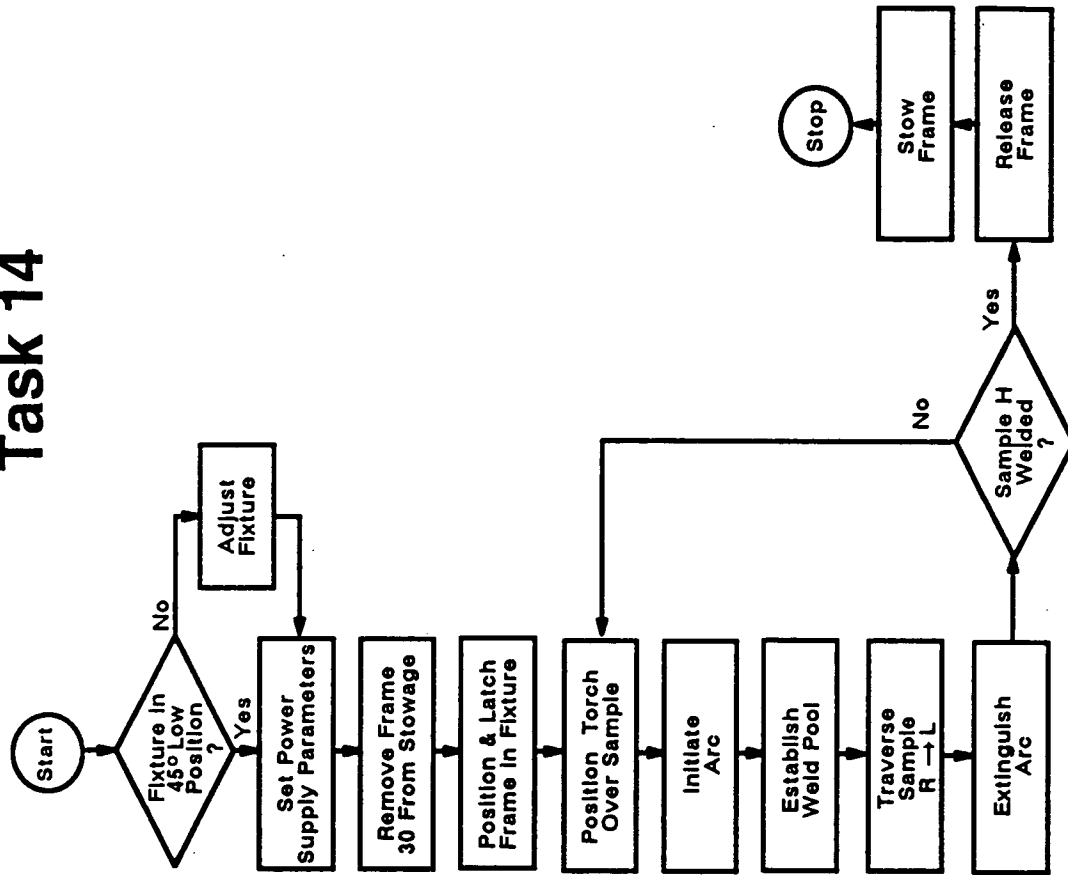 Task 14
Start
Fixture In
45° Low
Position
?
No
Adjust
Fixture
Yes
Set Power
Supply Parameters
Remove Frame
30 From Stowage
Position & Latch
Frame In Fixture
Position Torch
Over Sample
Initiate
Arc
Establish
Weld Pool
Traverse
Sample
R → L
Extinguish
Arc
Sample H
Welded
?
No
Yes
Release
Frame
Stow
Frame
Stop